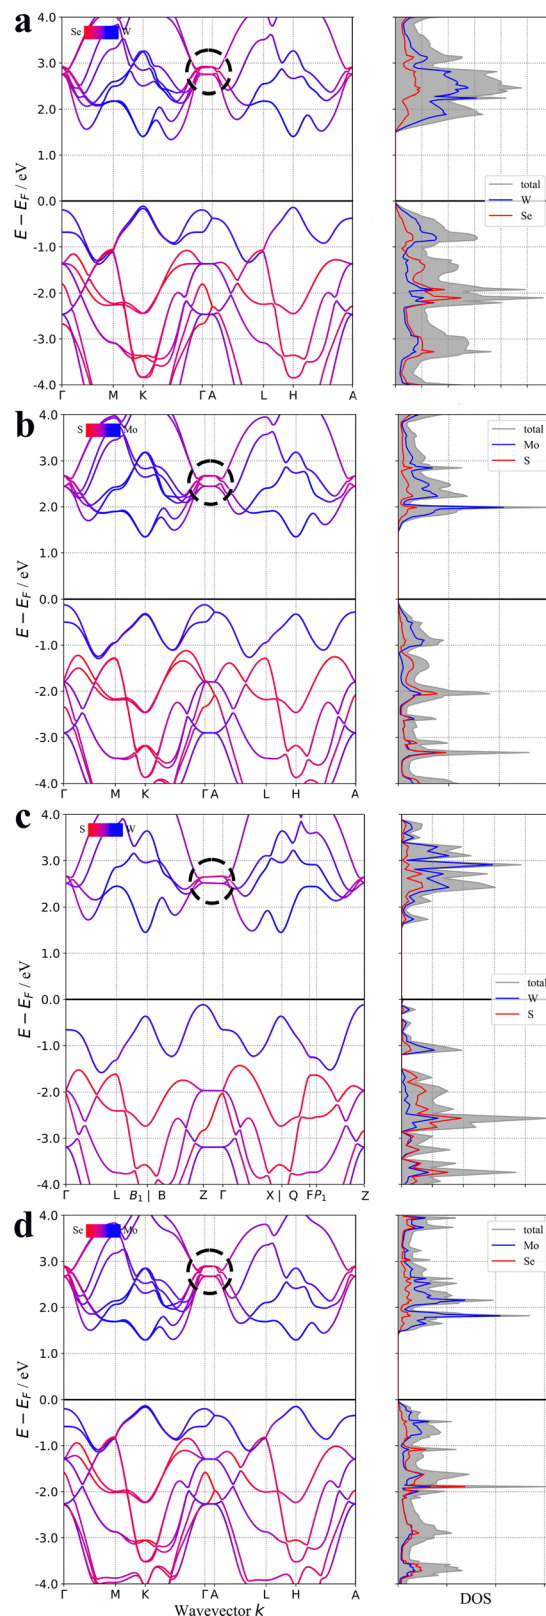 a
Se W
E − E_F / eV
4.0
3.0
2.0
1.0
0.0
-1.0
-2.0
-3.0
-4.0
Γ M K Γ A L H A
total
W
Se
b
S Mo
E − E_F / eV
4.0
3.0
2.0
1.0
0.0
-1.0
-2.0
-3.0
-4.0
Γ M K Γ A L H A
total
Mo
S
c
S W
E − E_F / eV
4.0
3.0
2.0
1.0
0.0
-1.0
-2.0
-3.0
-4.0
Γ L B₁ | B Z Γ X | Q F P₁ Z
total
W
S
d
Se Mo
E − E_F / eV
4.0
3.0
2.0
1.0
0.0
-1.0
-2.0
-3.0
-4.0
Γ M K Γ A L H A
Wavevector k
total
Mo
Se
DOS